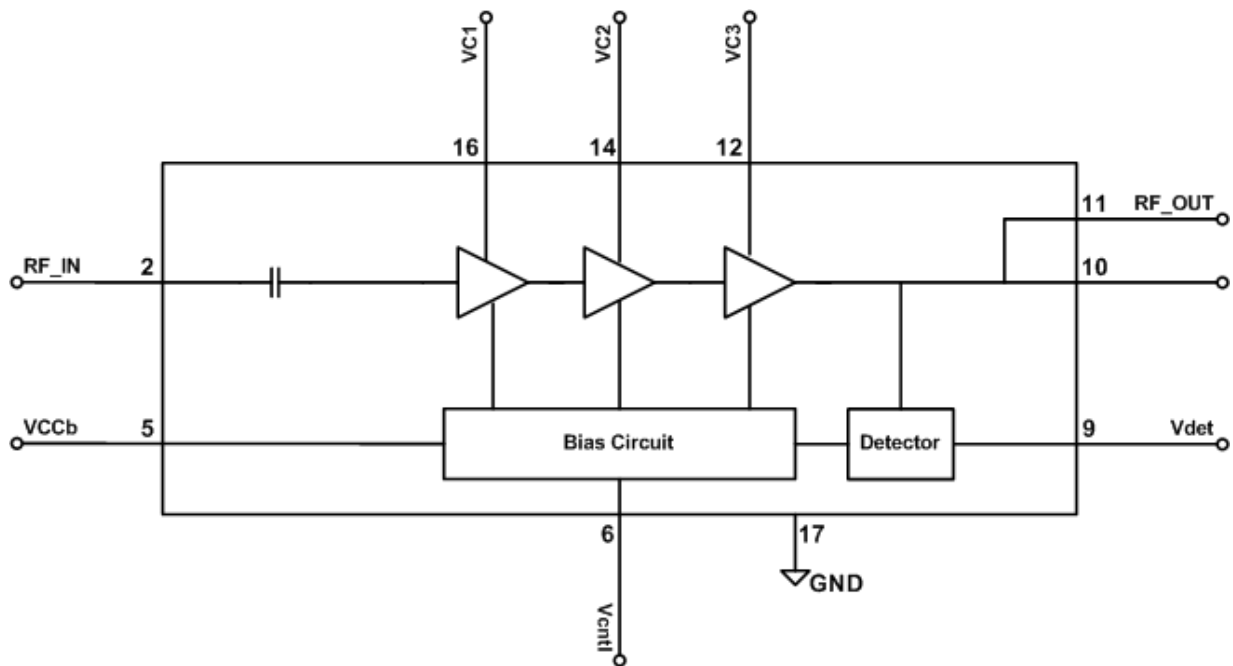 VC1
VC2
VC3
16
14
12
11
RF_OUT
RF_IN
2
10
VCCb
5
Bias Circuit
Detector
9
Vdet
6
17
GND
Vcntl